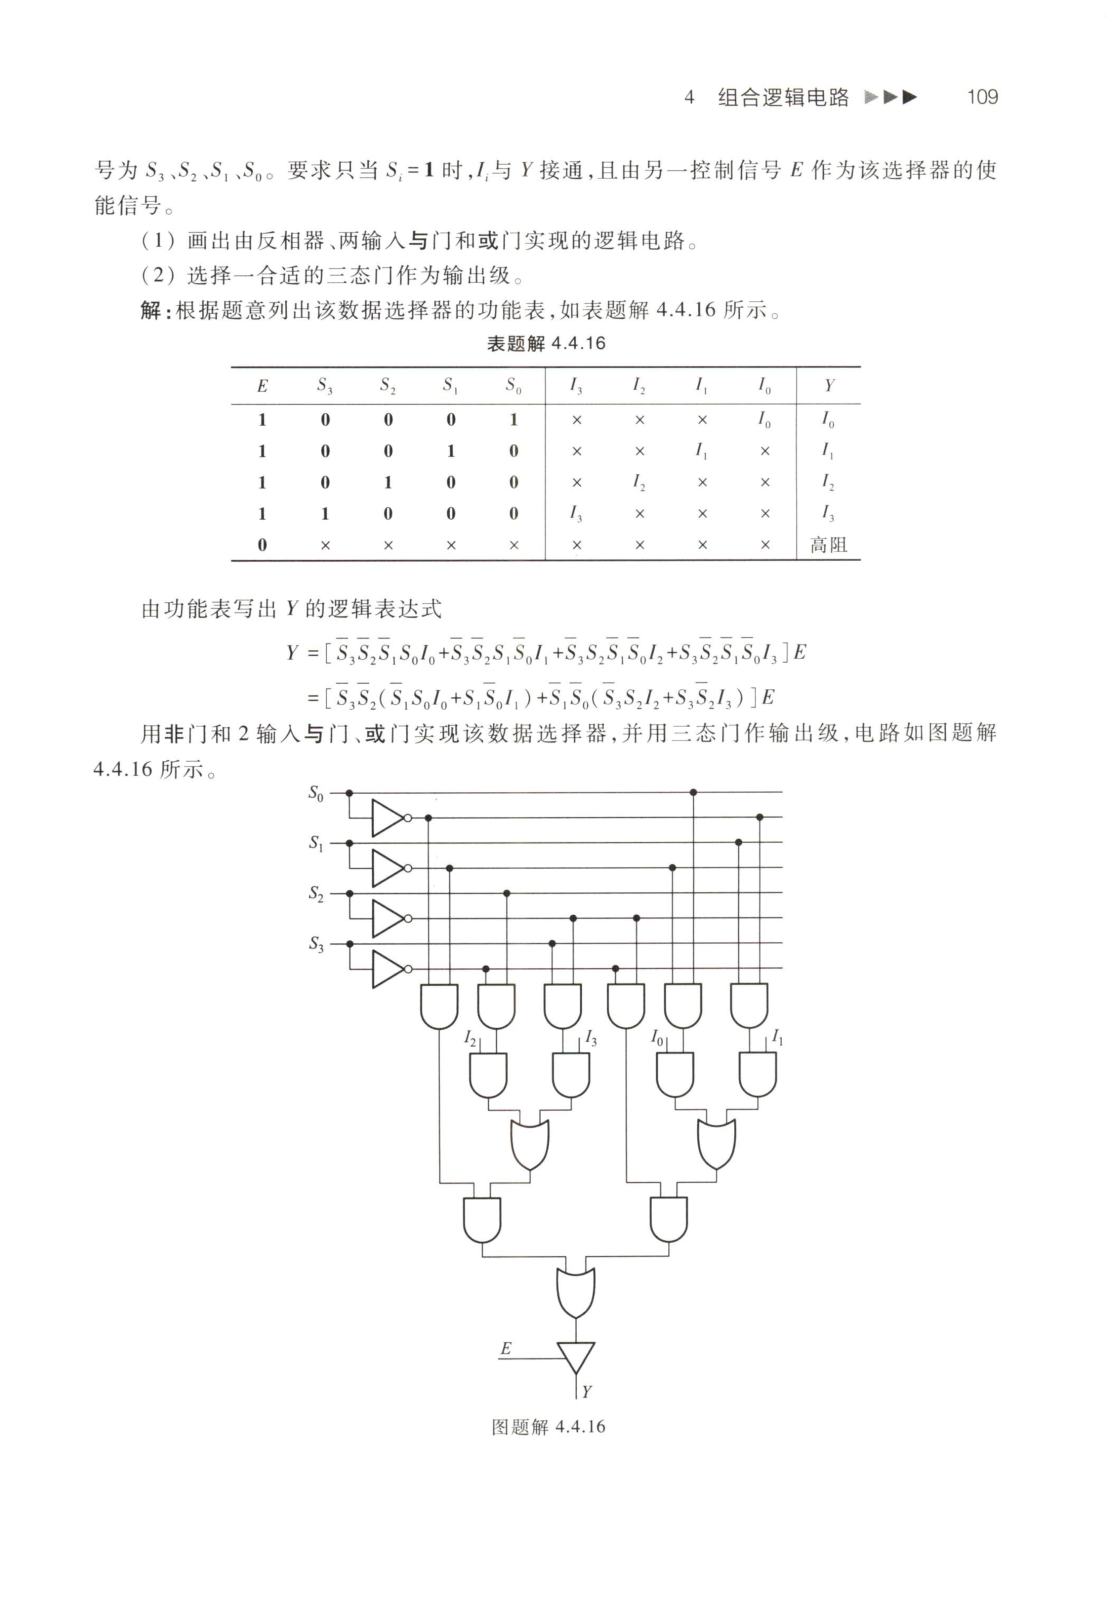 4 组合逻辑电路 ▶▶▶ 109
号为 S₃、S₂、S₁、S₀。要求只当 Sᵢ=1 时,Iᵢ与 Y 接通,且由另一控制信号 E 作为该选择器的使
能信号。
(1) 画出由反相器、两输入与门和或门实现的逻辑电路。
(2) 选择一合适的三态门作为输出级。
解:根据题意列出该数据选择器的功能表,如表题解 4.4.16 所示。
表题解 4.4.16
E S₃ S₂ S₁ S₀ I₃ I₂ I₁ I₀ Y
1 0 0 0 1 × × × I₀ I₀
1 0 0 1 0 × × I₁ × I₁
1 0 1 0 0 × I₂ × × I₂
1 1 0 0 0 I₃ × × × I₃
0 × × × × × × × × 高阻
由功能表写出 Y 的逻辑表达式
Y =[S̅₃S̅₂S̅₁S₀I₀+S̅₃S̅₂S₁S̅₀I₁+S̅₃S₂S̅₁S̅₀I₂+S₃S̅₂S̅₁S̅₀I₃]E
=[S̅₃S̅₂(S̅₁S₀I₀+S₁S̅₀I₁)+S̅₁S̅₀(S̅₃S₂I₂+S₃S̅₂I₃)]E
用非门和 2 输入与门、或门实现该数据选择器,并用三态门作输出级,电路如图题解
4.4.16 所示。
S₀
S₁
S₂
S₃
I₂ I₃ I₀ I₁
E
Y
图题解 4.4.16